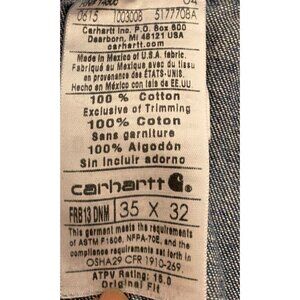 0615 1003008 5177708A
Carhartt Inc. P.O. Box 600
Dearborn, MI 48121 USA
carhartt.com
Made in Mexico of U.S.A. fabric.
Fabriqué au Mexique avec du tissu
en provenance des ÉTATS-UNIS.
Hecho en México con tela de EE.UU.
100 % Cotton
Exclusive of Trimming
100 % Cotton
Sans garniture
100 % Algodón
Sin incluir adorno
carhartt
FRB13 DNM 35 X 32
This garment meets the requirements
of ASTM F1506, NFPA-70E, and the
compliance requirement set forth in
OSHA29 CFR 1910-269
ATPV Rating: 15.0
Original Fit